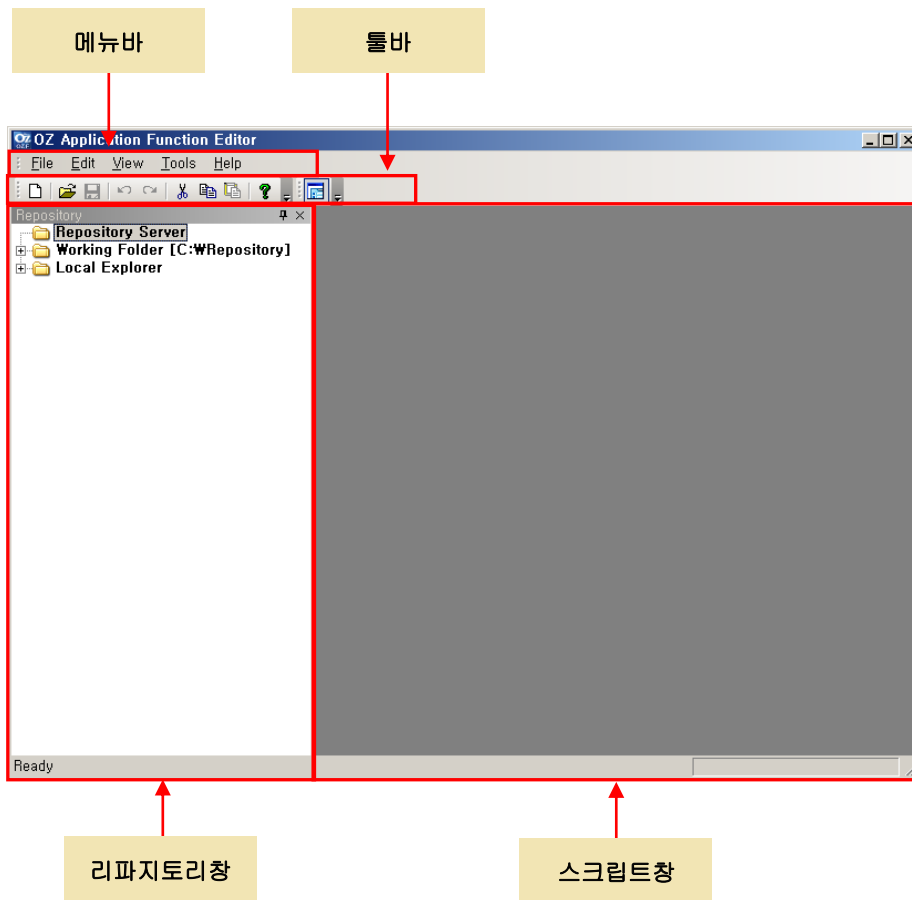 메뉴바
툴바
OZ Application Function Editor
File Edit View Tools Help
Repository
Repository Server
Working Folder [C:₩Repository]
Local Explorer
Ready
리파지토리창
스크립트창